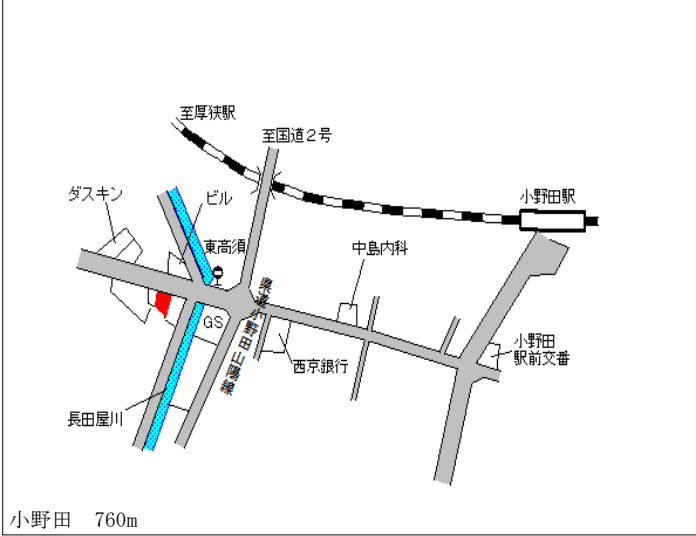 至厚狭駅
至国道２号
ダスキン
ビル
小野田駅
東高須
中島内科
県道小野田山陽線
GS
小野田
駅前交番
西京銀行
長田屋川
小野田　760m